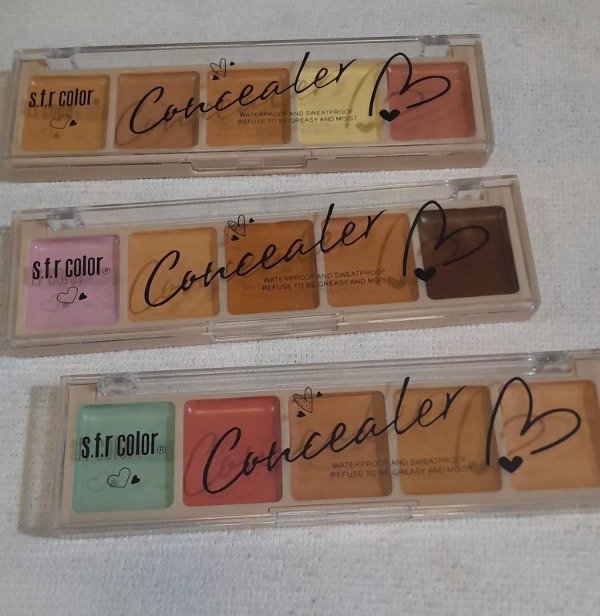 s.f.r color®
Concealer
WATERPROOF AND SWEATPROOF
REFUSE TO BE GREASY AND MOIST
s.f.r color®
Concealer
WATERPROOF AND SWEATPROOF
REFUSE TO BE GREASY AND MOIST
s.f.r color®
Concealer
WATERPROOF AND SWEATPROOF
REFUSE TO BE GREASY AND MOIST